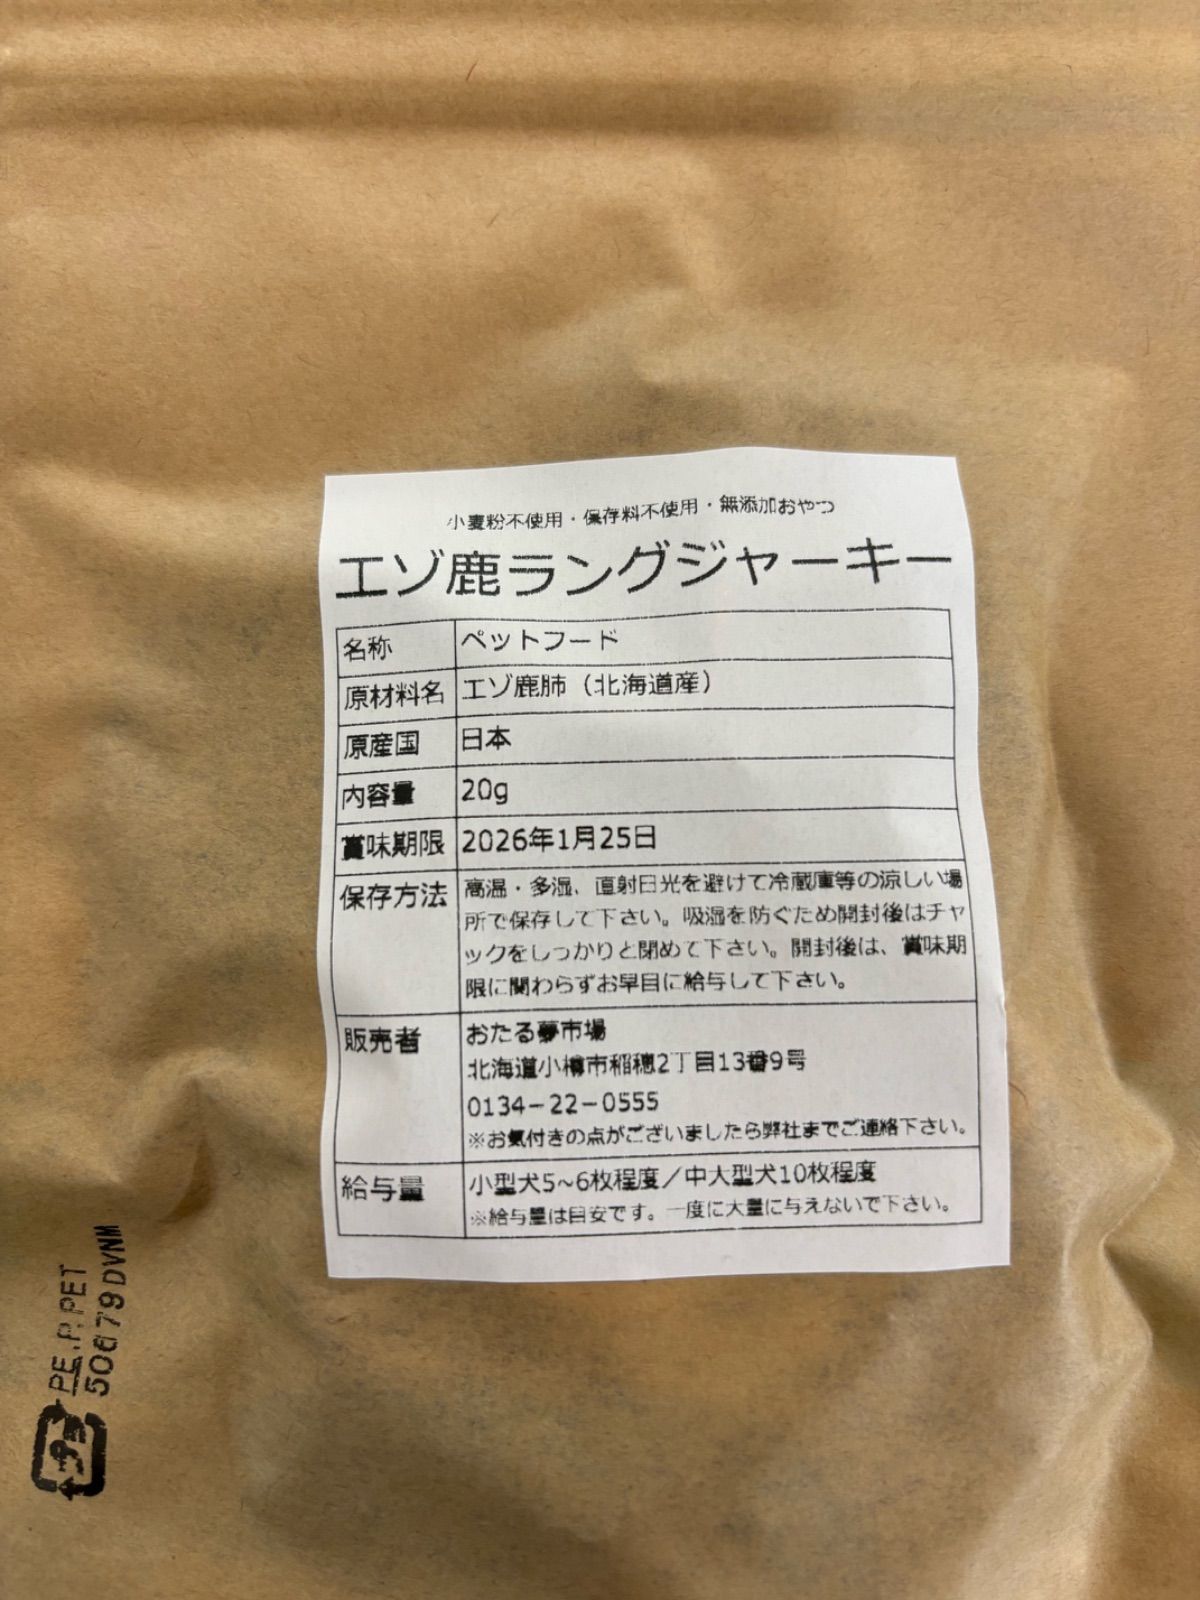 小麦粉不使用・保存料不使用・無添加おやつ
エゾ鹿ラングジャーキー
名称 ペットフード
原材料名 エゾ鹿肺（北海道産）
原産国 日本
内容量 20g
賞味期限 2026年1月25日
保存方法 高温・多湿、直射日光を避けて冷蔵庫等の涼しい場
所で保存して下さい。吸湿を防ぐため開封後はチャ
ックをしっかりと閉めて下さい。開封後は、賞味期
限に関わらずお早目に給与して下さい。
販売者 おたる夢市場
北海道小樽市稲穂2丁目13番9号
0134－22－0555
※お気付きの点がございましたら弊社までご連絡下さい。
給与量 小型犬5~6枚程度／中大型犬10枚程度
※給与量は目安です。一度に大量に与えないで下さい。
プラ
PE,P,PET
50679DVNM